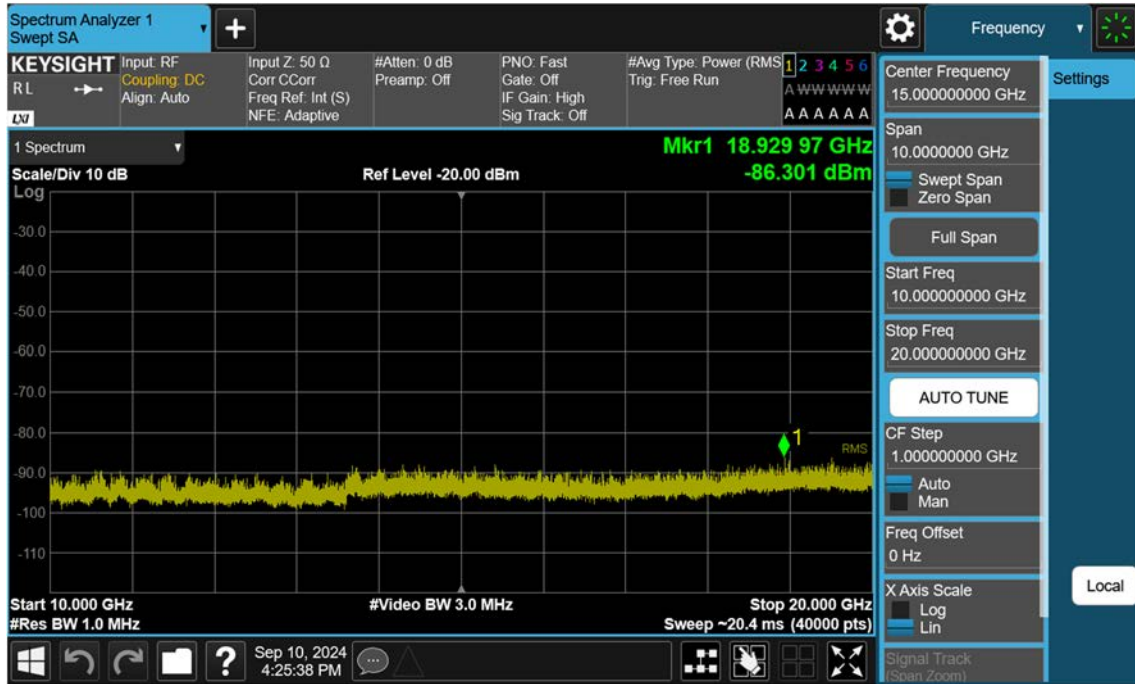 Spectrum Analyzer 1
Swept SA
+
Frequency
KEYSIGHT
R L
LXI
Input: RF
Coupling: DC
Align: Auto
Input Z: 50 Ω
Corr CCorr
Freq Ref: Int (S)
NFE: Adaptive
#Atten: 0 dB
Preamp: Off
PNO: Fast
Gate: Off
IF Gain: High
Sig Track: Off
#Avg Type: Power (RMS
Trig: Free Run
1 2 3 4 5 6
A W W W W W
A A A A A A
1 Spectrum
Mkr1 18.929 97 GHz
Scale/Div 10 dB
Ref Level -20.00 dBm
-86.301 dBm
Log
-30.0
-40.0
-50.0
-60.0
-70.0
-80.0
1
RMS
-90.0
-100
-110
Start 10.000 GHz
#Video BW 3.0 MHz
Stop 20.000 GHz
#Res BW 1.0 MHz
Sweep ~20.4 ms (40000 pts)
Center Frequency
15.000000000 GHz
Settings
Span
10.0000000 GHz
Swept Span
Zero Span
Full Span
Start Freq
10.000000000 GHz
Stop Freq
20.000000000 GHz
AUTO TUNE
CF Step
1.000000000 GHz
Auto
Man
Freq Offset
0 Hz
X Axis Scale
Log
Lin
Local
Signal Track
(Span Zoom)
?
Sep 10, 2024
4:25:38 PM